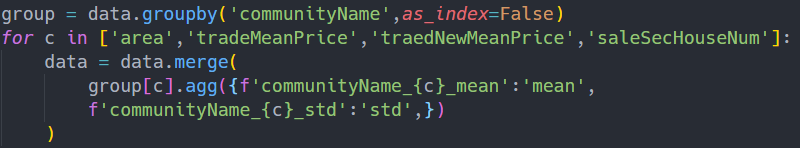 group = data.groupby('communityName',as_index=False)
for c in ['area','tradeMeanPrice','traedNewMeanPrice','saleSecHouseNum']:
    data = data.merge(
        group[c].agg({f'communityName_{c}_mean':'mean',
        f'communityName_{c}_std':'std',})
    )